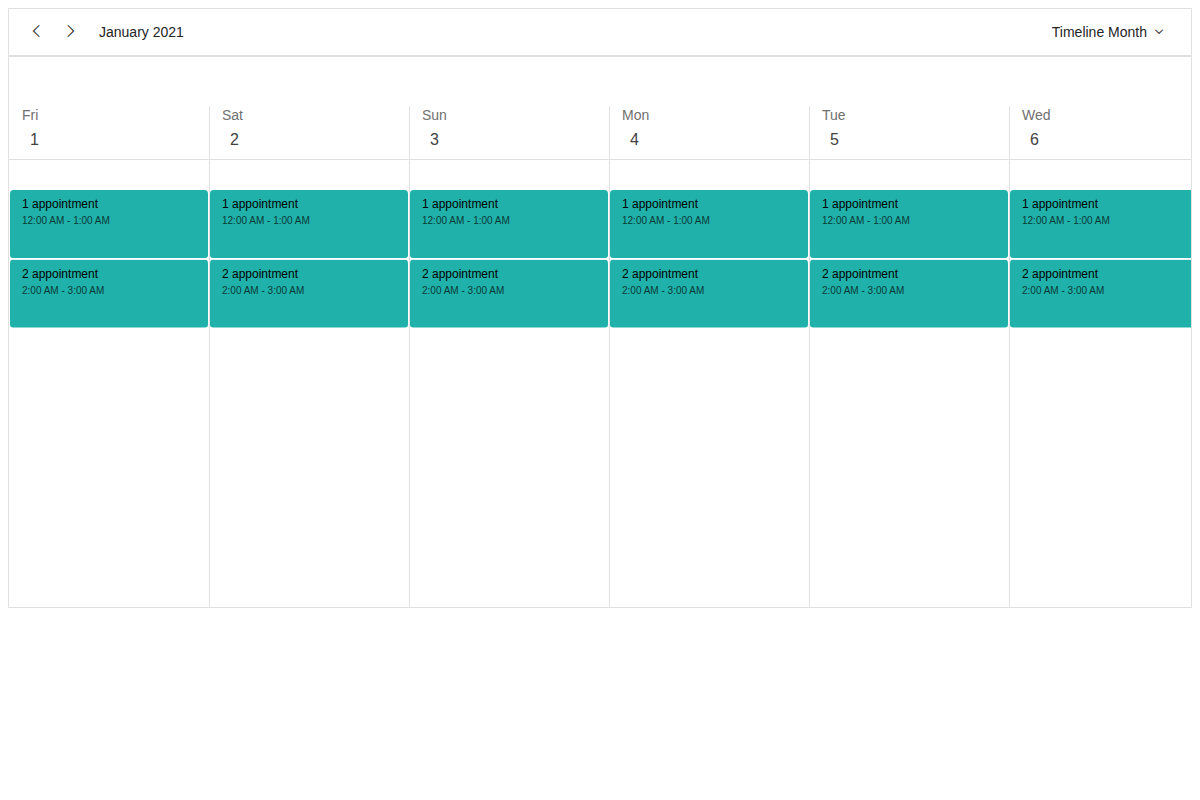 January 2021
Timeline Month
Fri Sat Sun Mon Tue Wed
1 2 3 4 5 6
1 appointment 1 appointment 1 appointment 1 appointment 1 appointment 1 appointment
12:00 AM - 1:00 AM 12:00 AM - 1:00 AM 12:00 AM - 1:00 AM 12:00 AM - 1:00 AM 12:00 AM - 1:00 AM 12:00 AM - 1:00 AM
2 appointment 2 appointment 2 appointment 2 appointment 2 appointment 2 appointment
2:00 AM - 3:00 AM 2:00 AM - 3:00 AM 2:00 AM - 3:00 AM 2:00 AM - 3:00 AM 2:00 AM - 3:00 AM 2:00 AM - 3:00 AM